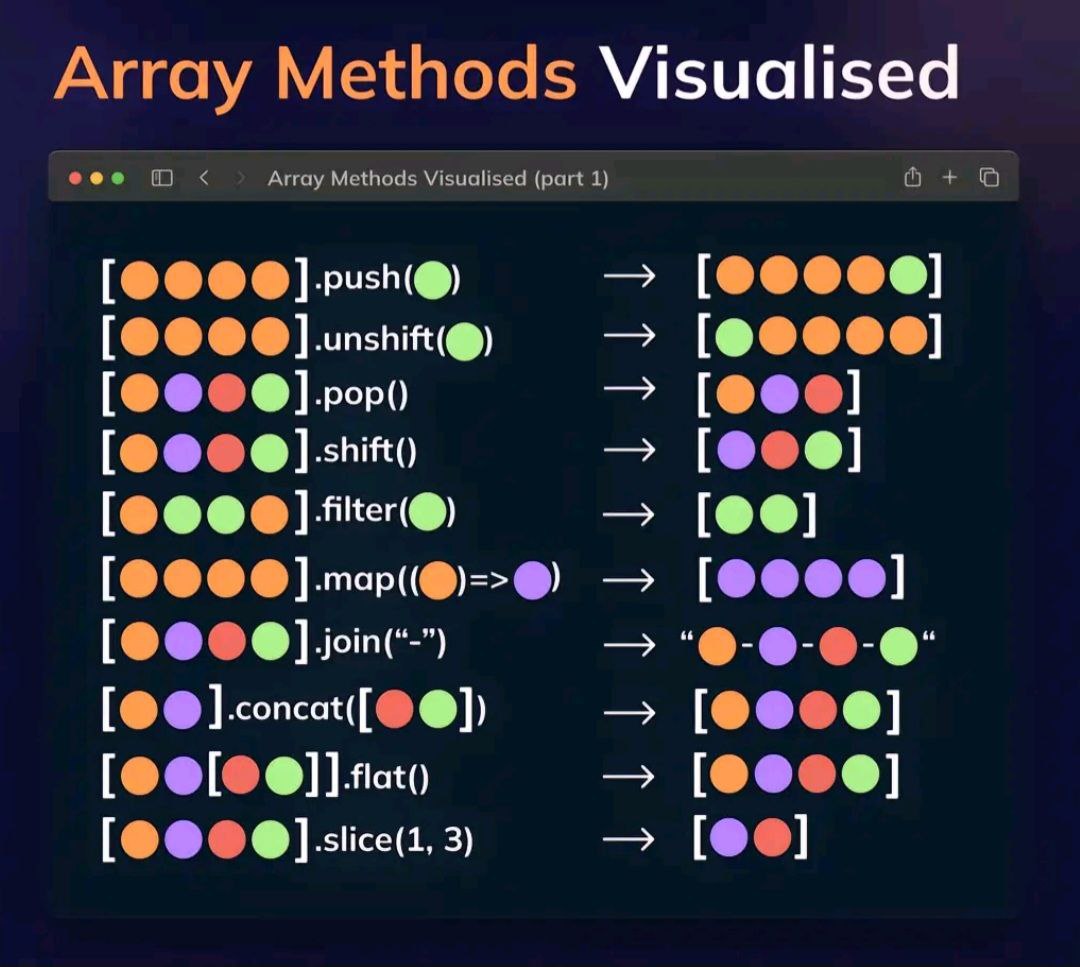 Array Methods Visualised
Array Methods Visualised (part 1)
[].push() → []
[].unshift() → []
[].pop() → []
[].shift() → []
[].filter() → []
[].map(()=>) → []
[].join(“-”) → “---“
[].concat([]) → []
[[]].flat() → []
[].slice(1, 3) → []